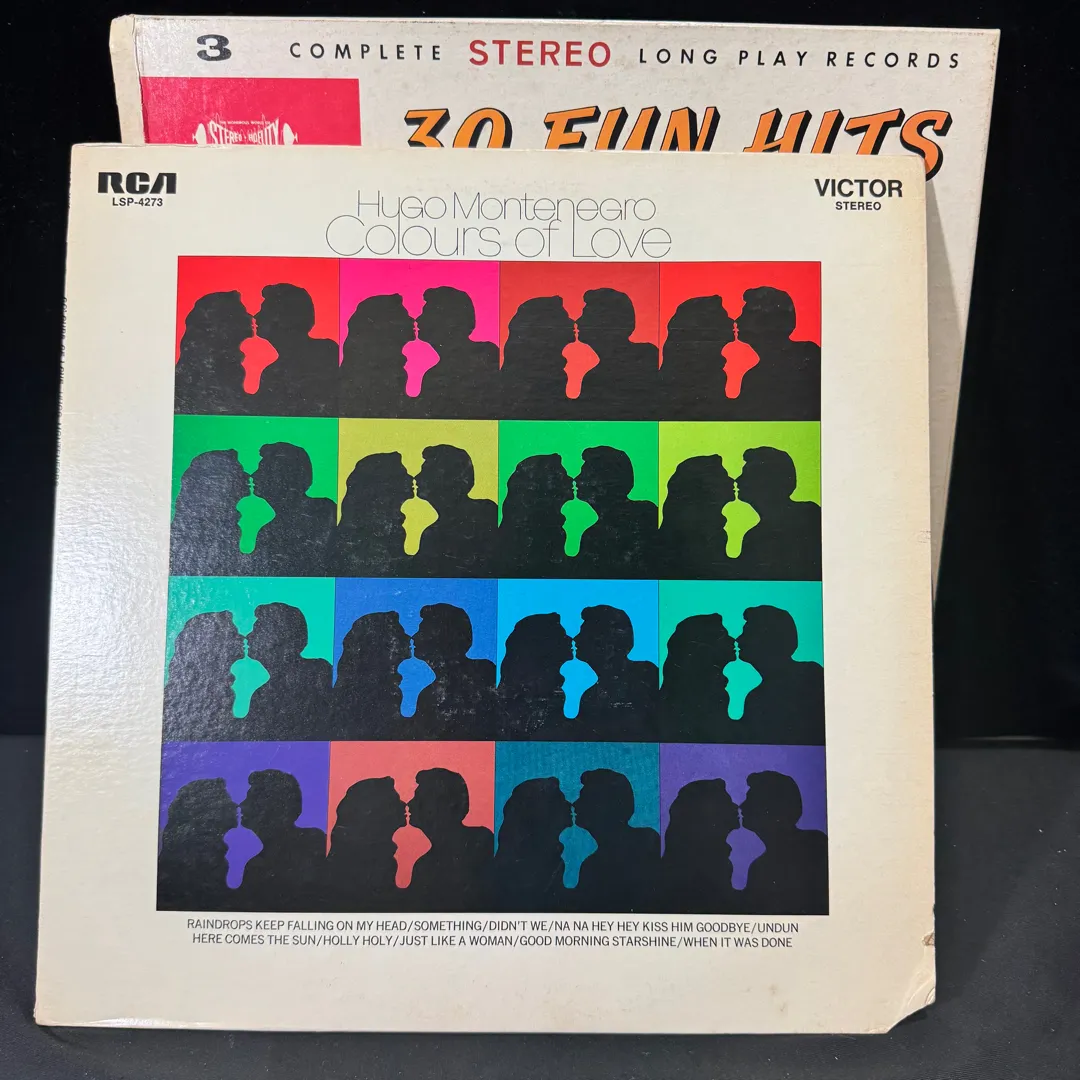 3 COMPLETE STEREO LONG PLAY RECORDS
STEREO - FIDELITY
30 FUN HITS
RCA
LSP-4273
VICTOR
STEREO
Hugo Montenegro
Colours of Love
RAINDROPS KEEP FALLING ON MY HEAD/SOMETHING/DIDN'T WE/NA NA HEY HEY KISS HIM GOODBYE/UNDUN
HERE COMES THE SUN/HOLLY HOLY/JUST LIKE A WOMAN/GOOD MORNING STARSHINE/WHEN IT WAS DONE